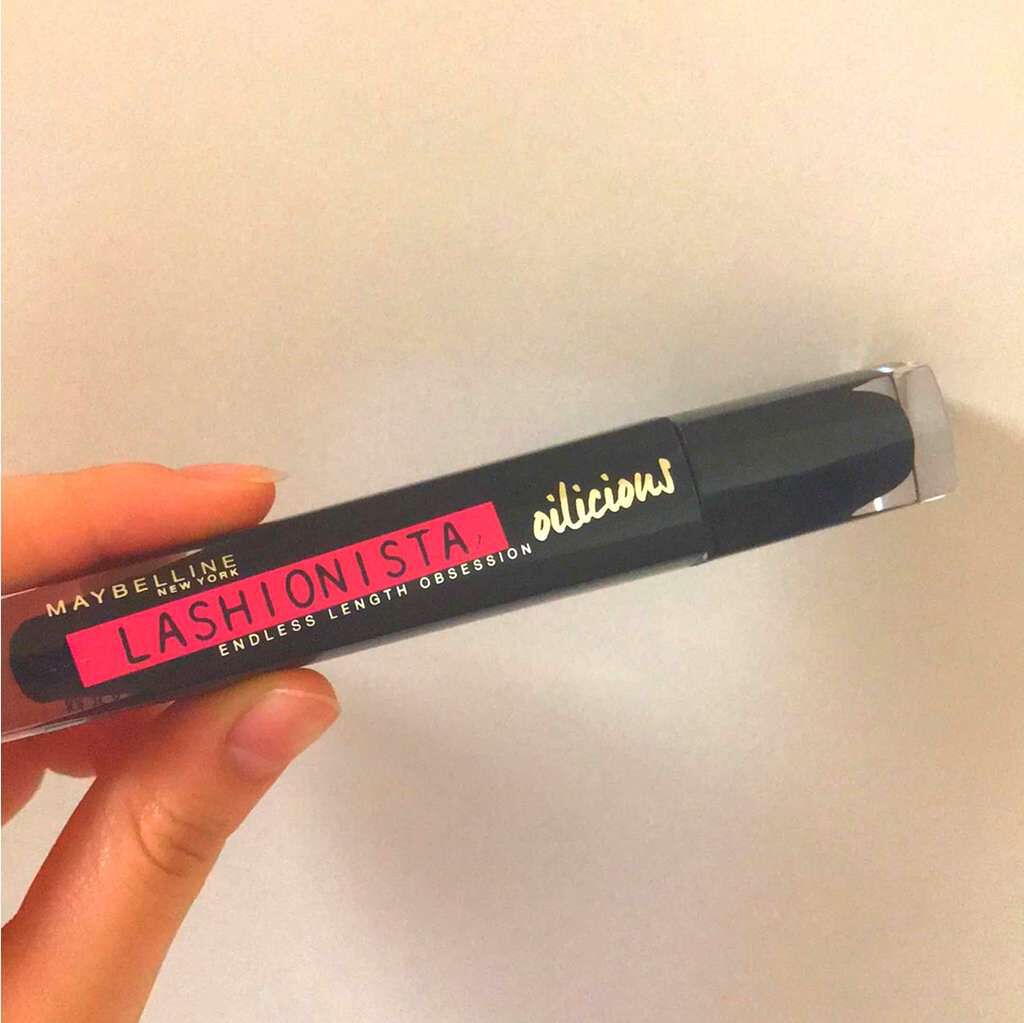 MAYBELLINE
NEW YORK
LASHIONISTA
ENDLESS LENGTH OBSESSION
oilicious